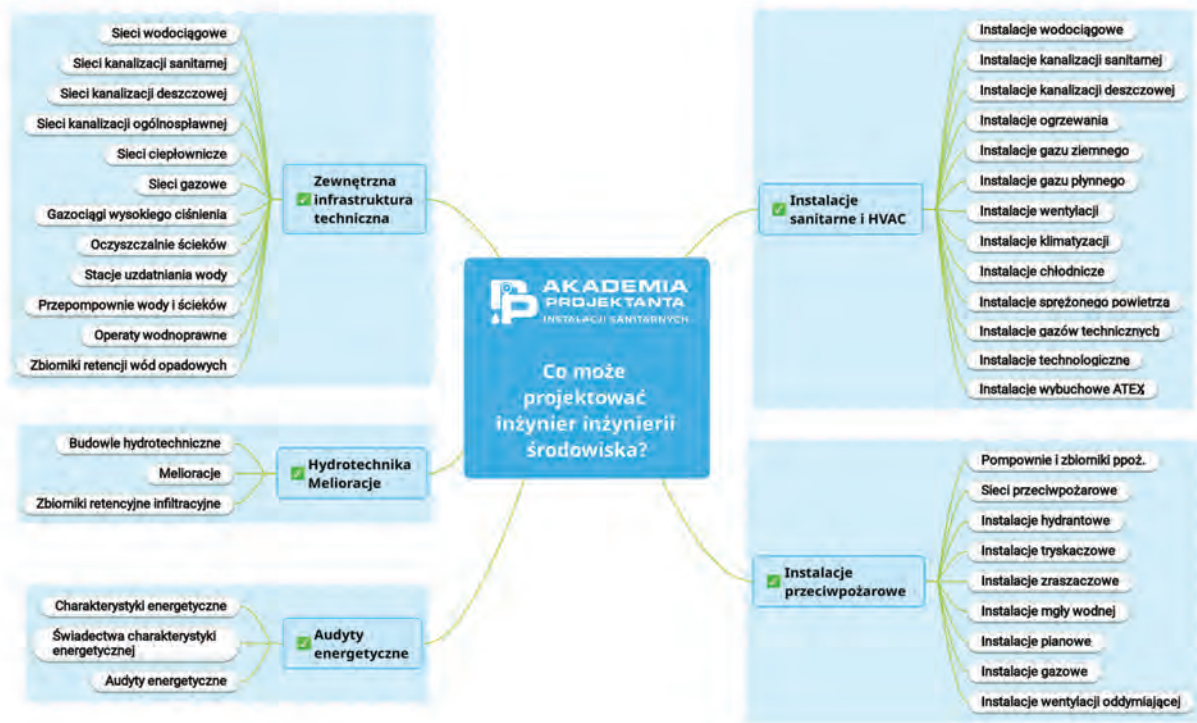 Sieci wodociągowe
Sieci kanalizacji sanitarnej
Sieci kanalizacji deszczowej
Sieci kanalizacji ogólnospławnej
Sieci ciepłownicze
Sieci gazowe
Gazociągi wysokiego ciśnienia
Oczyszczalnie ścieków
Stacje uzdatniania wody
Przepompownie wody i ścieków
Operaty wodnoprawne
Zbiorniki retencji wód opadowych
Zewnętrzna
infrastruktura
techniczna
Budowle hydrotechniczne
Melioracje
Zbiorniki retencyjne infiltracyjne
Hydrotechnika
Melioracje
Charakterystyki energetyczne
Świadectwa charakterystyki
energetycznej
Audyty energetyczne
Audyty
energetyczne
AKADEMIA
PROJEKTANTA
INSTALACJI SANITARNYCH
Co może
projektować
inżynier inżynierii
środowiska?
Instalacje
sanitarne i HVAC
Instalacje wodociągowe
Instalacje kanalizacji sanitarnej
Instalacje kanalizacji deszczowej
Instalacje ogrzewania
Instalacje gazu ziemnego
Instalacje gazu płynnego
Instalacje wentylacji
Instalacje klimatyzacji
Instalacje chłodnicze
Instalacje sprężonego powietrza
Instalacje gazów technicznych
Instalacje technologiczne
Instalacje wybuchowe ATEX
Instalacje
przeciwpożarowe
Pompownie i zbiorniki ppoż.
Sieci przeciwpożarowe
Instalacje hydrantowe
Instalacje tryskaczowe
Instalacje zraszaczowe
Instalacje mgły wodnej
Instalacje pianowe
Instalacje gazowe
Instalacje wentylacji oddymiającej